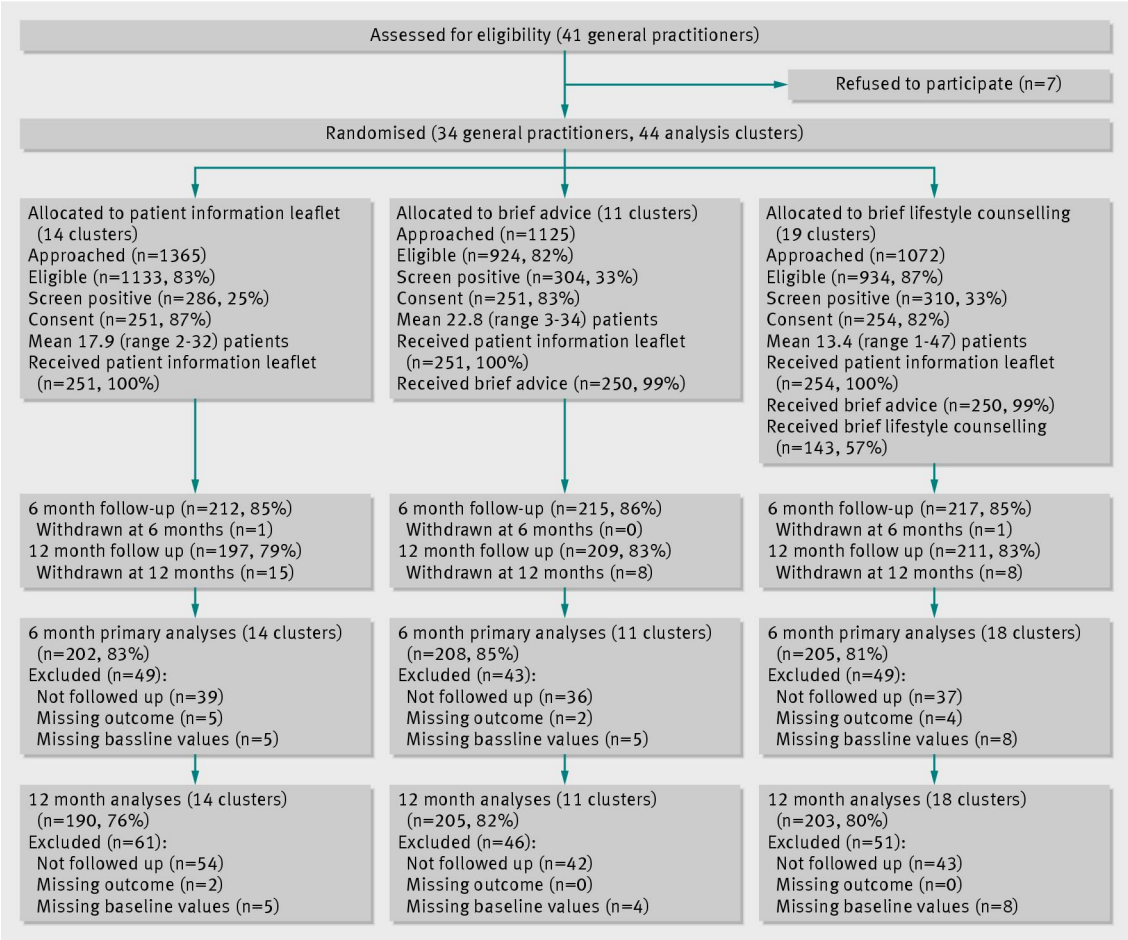 Assessed for eligibility (41 general practitioners)
Refused to participate (n=7)
Randomised (34 general practitioners, 44 analysis clusters)
Allocated to patient information leaflet
(14 clusters)
Approached (n=1365)
Eligible (n=1133, 83%)
Screen positive (n=286, 25%)
Consent (n=251, 87%)
Mean 17.9 (range 2-32) patients
Received patient information leaflet
(n=251, 100%)
Allocated to brief advice (11 clusters)
Approached (n=1125)
Eligible (n=924, 82%)
Screen positive (n=304, 33%)
Consent (n=251, 83%)
Mean 22.8 (range 3-34) patients
Received patient information leaflet
(n=251, 100%)
Received brief advice (n=250, 99%)
Allocated to brief lifestyle counselling
(19 clusters)
Approached (n=1072)
Eligible (n=934, 87%)
Screen positive (n=310, 33%)
Consent (n=254, 82%)
Mean 13.4 (range 1-47) patients
Received patient information leaflet
(n=254, 100%)
Received brief advice (n=250, 99%)
Received brief lifestyle counselling
(n=143, 57%)
6 month follow-up (n=212, 85%)
Withdrawn at 6 months (n=1)
12 month follow up (n=197, 79%)
Withdrawn at 12 months (n=15)
6 month follow-up (n=215, 86%)
Withdrawn at 6 months (n=0)
12 month follow up (n=209, 83%)
Withdrawn at 12 months (n=8)
6 month follow-up (n=217, 85%)
Withdrawn at 6 months (n=1)
12 month follow up (n=211, 83%)
Withdrawn at 12 months (n=8)
6 month primary analyses (14 clusters)
(n=202, 83%)
Excluded (n=49):
Not followed up (n=39)
Missing outcome (n=5)
Missing bassline values (n=5)
6 month primary analyses (11 clusters)
(n=208, 85%)
Excluded (n=43):
Not followed up (n=36)
Missing outcome (n=2)
Missing bassline values (n=5)
6 month primary analyses (18 clusters)
(n=205, 81%)
Excluded (n=49):
Not followed up (n=37)
Missing outcome (n=4)
Missing bassline values (n=8)
12 month analyses (14 clusters)
(n=190, 76%)
Excluded (n=61):
Not followed up (n=54)
Missing outcome (n=2)
Missing baseline values (n=5)
12 month analyses (11 clusters)
(n=205, 82%)
Excluded (n=46):
Not followed up (n=42)
Missing outcome (n=0)
Missing baseline values (n=4)
12 month analyses (18 clusters)
(n=203, 80%)
Excluded (n=51):
Not followed up (n=43)
Missing outcome (n=0)
Missing baseline values (n=8)